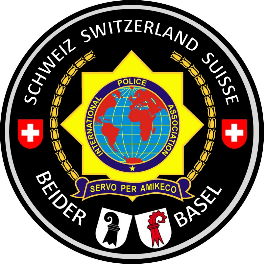 SCHWEIZ SWITZERLAND SUISSE
INTERNATIONAL POLICE ASSOCIATION
SERVO PER AMIKECO
BEIDER BASEL